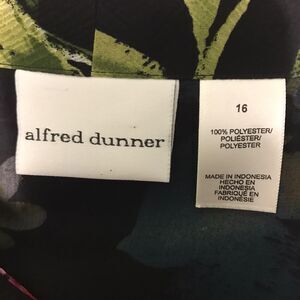 alfred dunner
16
100% POLYESTER/
POLIÉSTER/
POLYESTER
MADE IN INDONESIA
HECHO EN
INDONESIA
FABRIQUÉ EN
INDONÉSIE